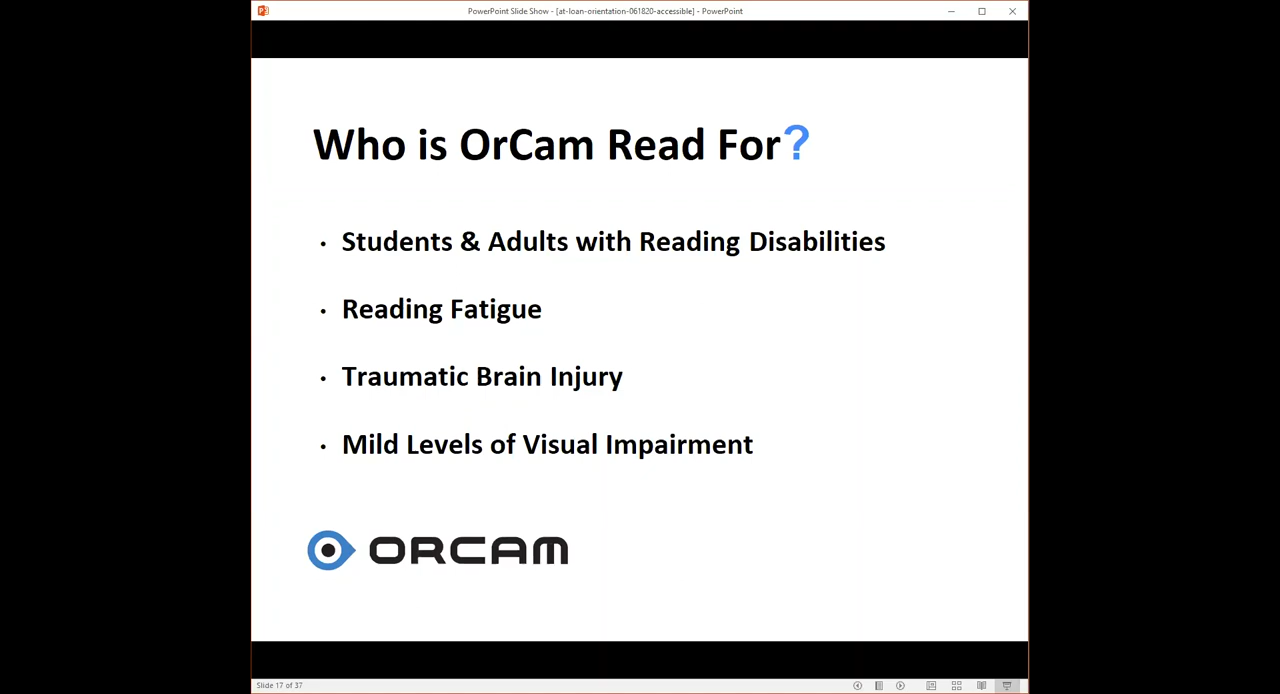 PowerPoint Slide Show - [at-loan-orientation-061820-accessible] - PowerPoint
Who is OrCam Read For?
• Students & Adults with Reading Disabilities
• Reading Fatigue
• Traumatic Brain Injury
• Mild Levels of Visual Impairment
ORCAM
Slide 17 of 37